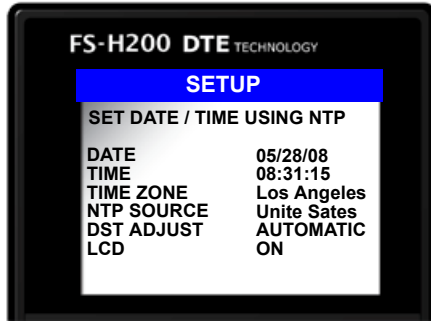 FS-H200 DTE TECHNOLOGY
SETUP
SET DATE / TIME USING NTP
DATE 05/28/08
TIME 08:31:15
TIME ZONE Los Angeles
NTP SOURCE Unite Sates
DST ADJUST AUTOMATIC
LCD ON